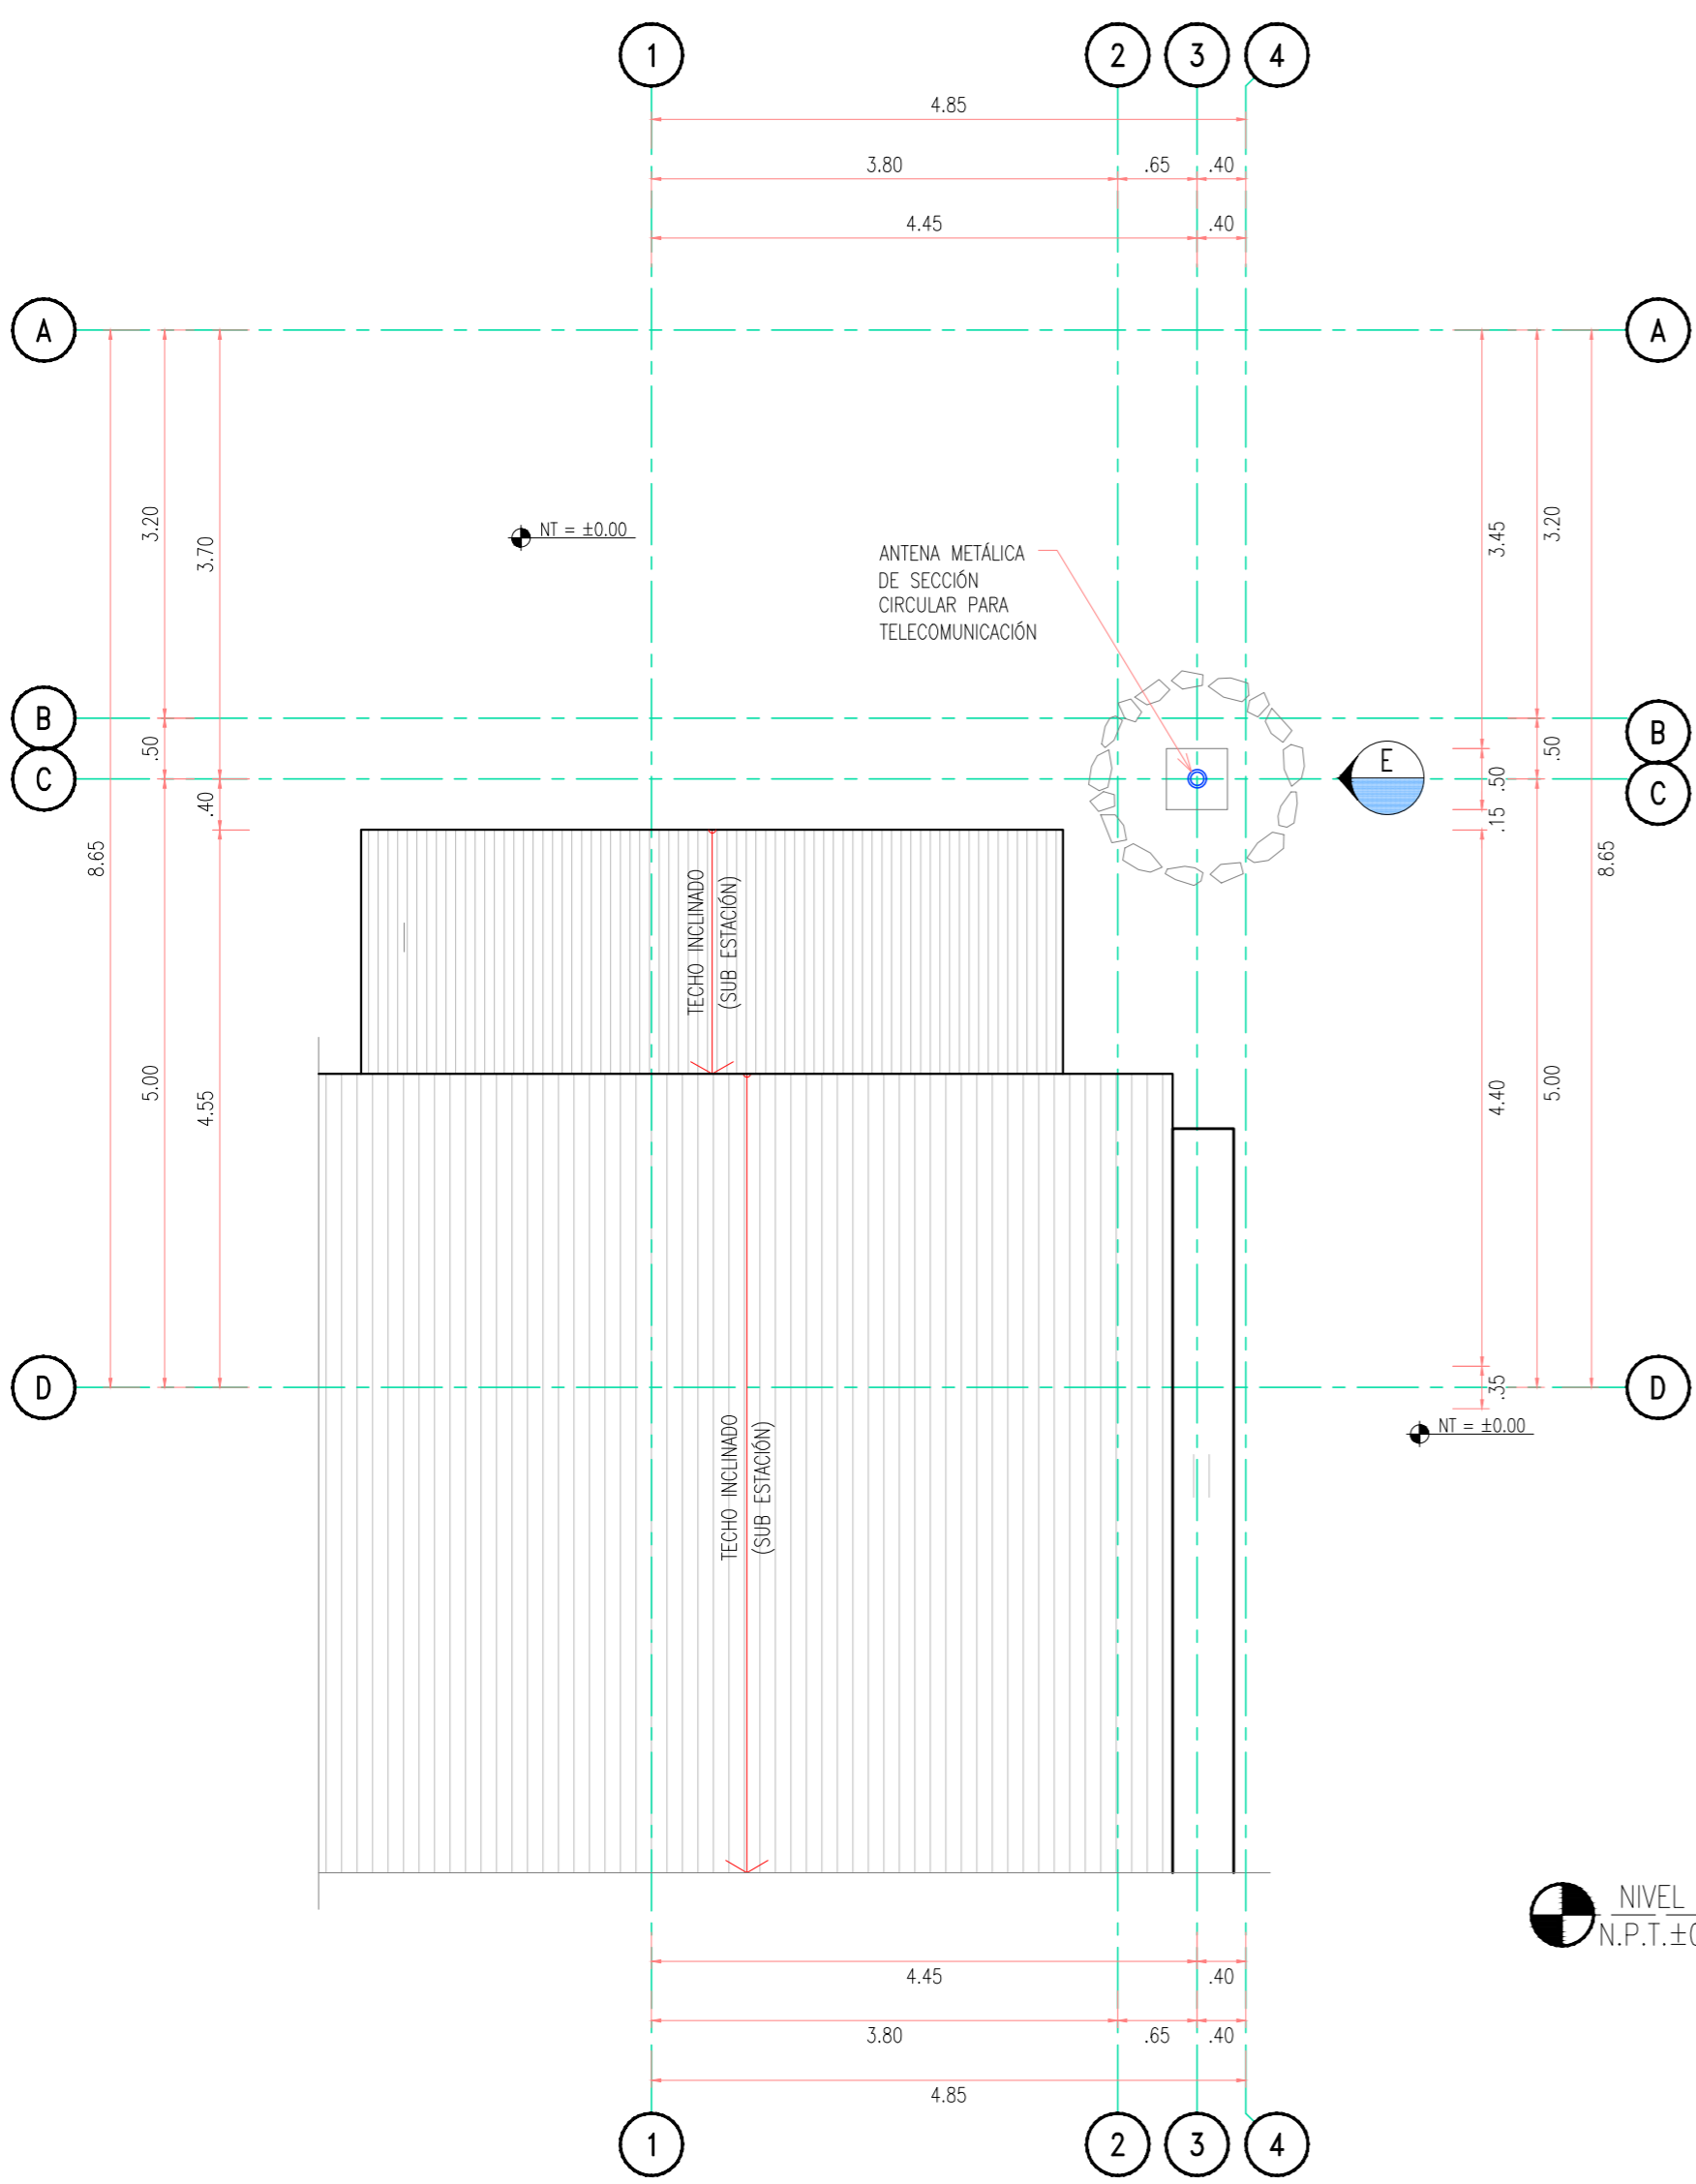 1 2 3 4
4.85
3.80 .65 .40
4.45 .40
A A
3.20 3.70 3.45 3.20
NT = ±0.00
ANTENA METÁLICA
DE SECCIÓN
CIRCULAR PARA
TELECOMUNICACIÓN
B B
.50 .50 .50
C E C
.40 .15
8.65 8.65
TECHO INCLINADO
(SUB ESTACIÓN)
5.00 4.55 4.40 5.00
D .35 D
NT = ±0.00
TECHO INCLINADO
(SUB ESTACIÓN)
NIVEL
N.P.T.±0
4.45 .40
3.80 .65 .40
4.85
1 2 3 4